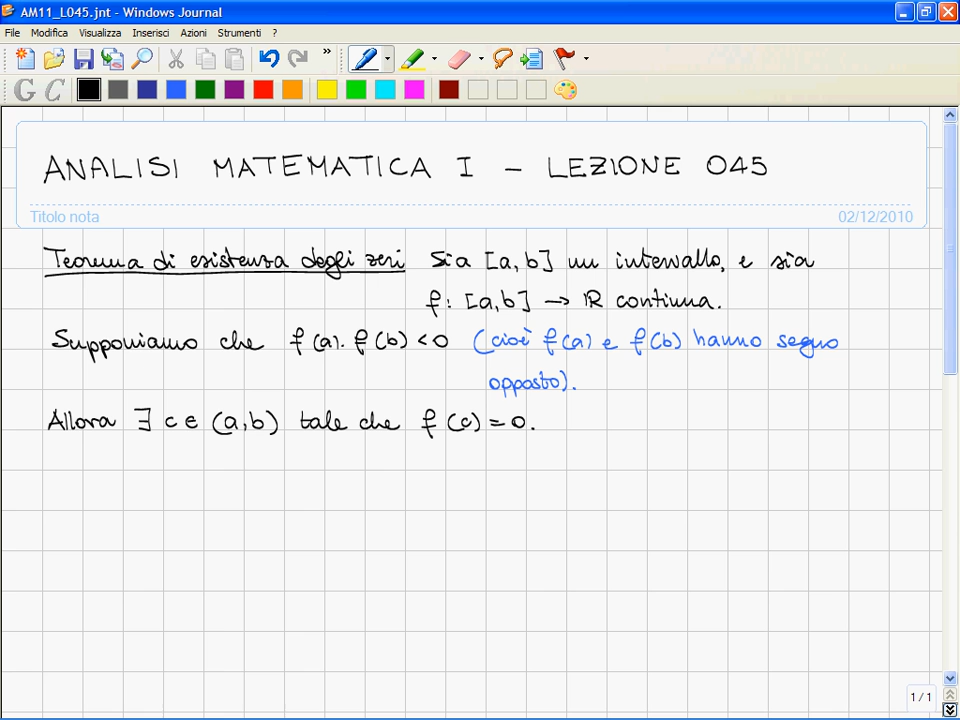 AM11_L045.jnt - Windows Journal
File Modifica Visualizza Inserisci Azioni Strumenti ?
G C
ANALISI MATEMATICA I - LEZIONE 045
Titolo nota 02/12/2010
Teorema di esistenza degli zeri Sia [a,b] un intervallo, e sia
f: [a,b] → ℝ continua.
Supponiamo che f(a). f(b) < 0 (cioè f(a) e f(b) hanno segno
opposto).
Allora ∃ c ∈ (a,b) tale che f(c) = 0.
1 / 1